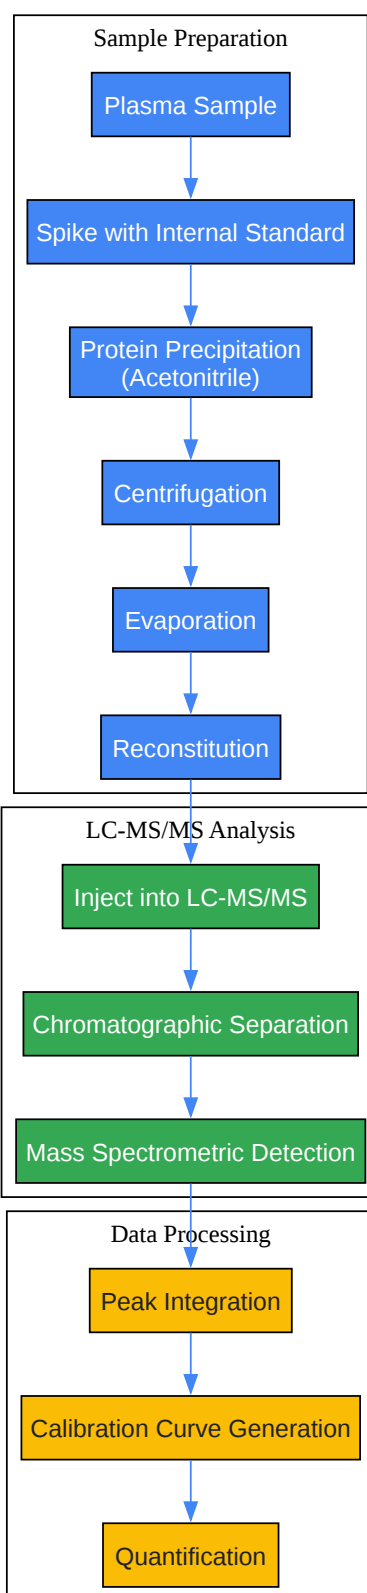 Sample Preparation
Plasma Sample
Spike with Internal Standard
Protein Precipitation
(Acetonitrile)
Centrifugation
Evaporation
Reconstitution
LC-MS/MS Analysis
Inject into LC-MS/MS
Chromatographic Separation
Mass Spectrometric Detection
Data Processing
Peak Integration
Calibration Curve Generation
Quantification